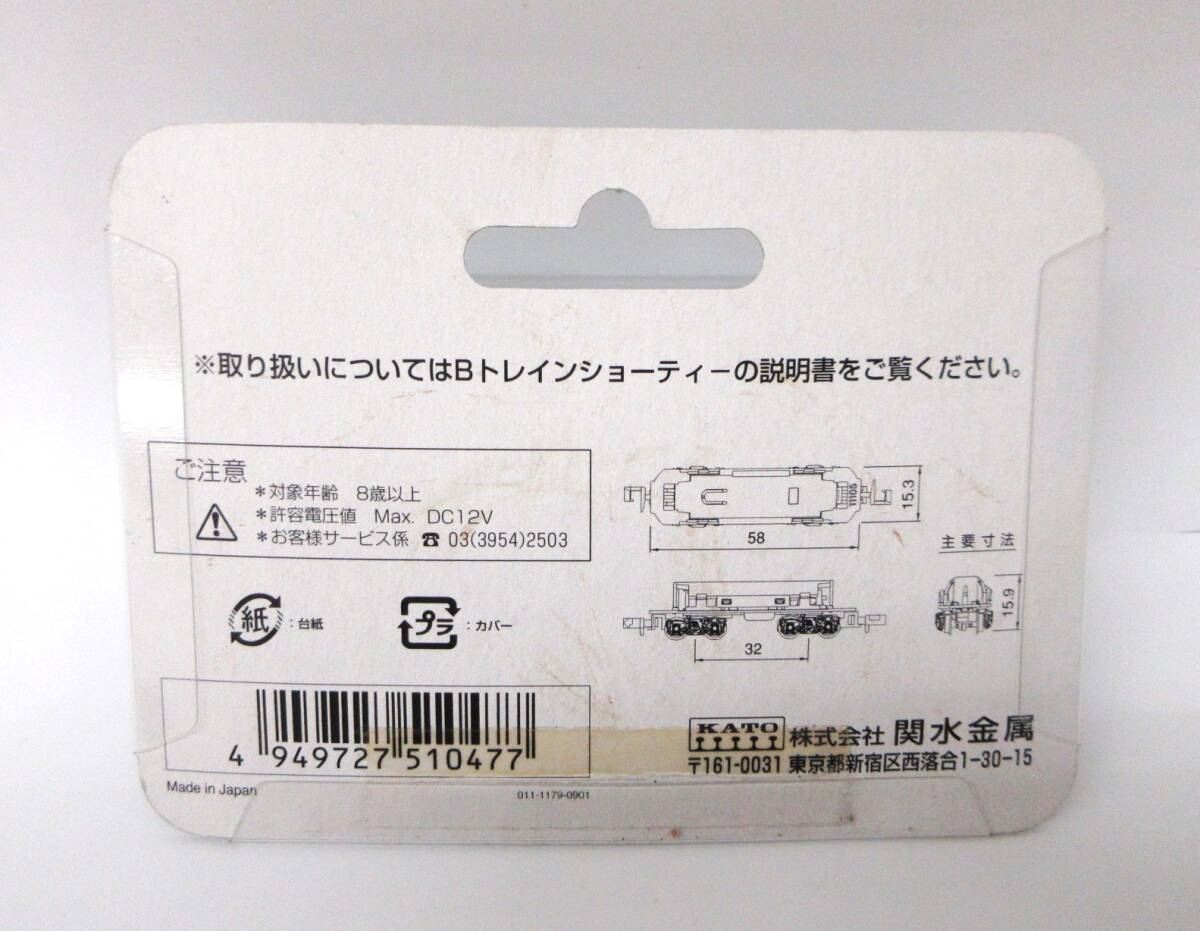 ※取り扱いについてはBトレインショーティーの説明書をご覧ください。
ご注意
＊対象年齢　8歳以上
＊許容電圧値　Max. DC12V
＊お客様サービス係 ☎ 03(3954)2503
15.3
58
主要寸法
15.9
32
紙 : 台紙
プラ : カバー
4 949727 510477
KATO 株式会社 関水金属
〒161-0031 東京都新宿区西落合1-30-15
Made in Japan
011-1179-0901